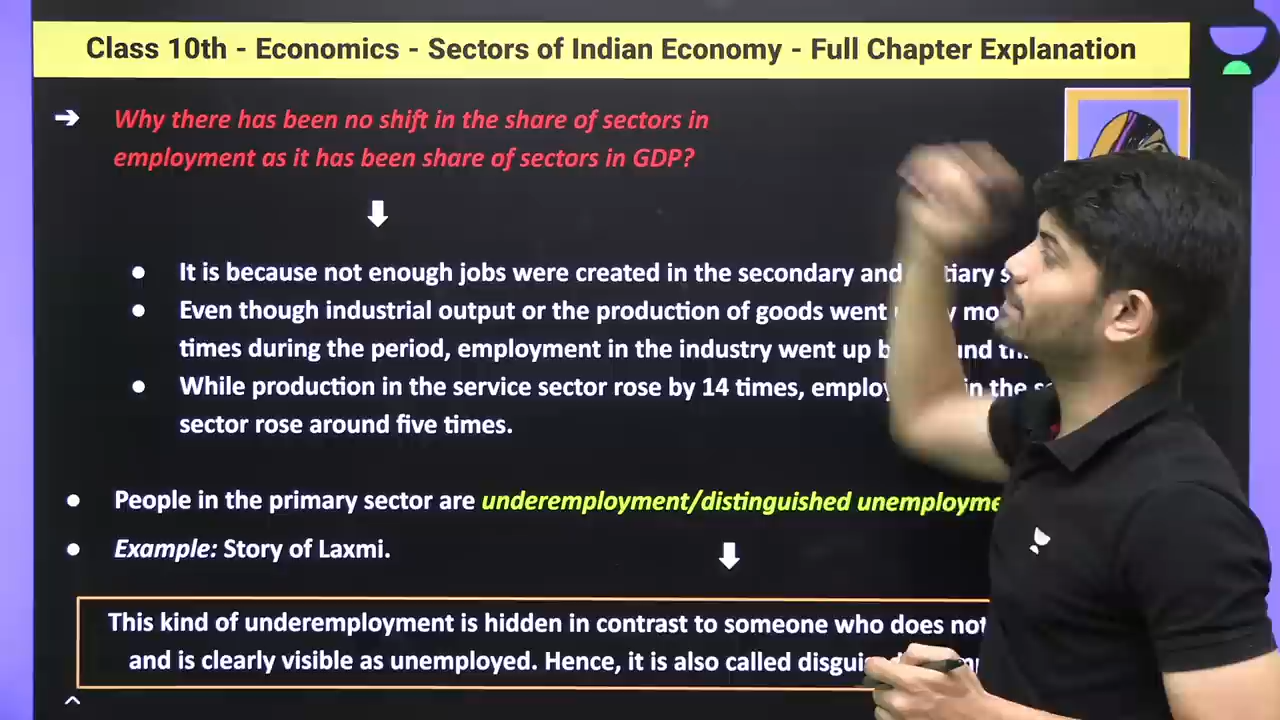 Class 10th - Economics - Sectors of Indian Economy - Full Chapter Explanation
Why there has been no shift in the share of sectors in
employment as it has been share of sectors in GDP?
It is because not enough jobs were created in the secondary and
Even though industrial output or the production of goods went
times during the period, employment in the industry went up
While production in the service sector rose by 14 times, in the
sector rose around five times.
People in the primary sector are underemployment/distinguished
Example: Story of Laxmi.
This kind of underemployment is hidden in contrast to someone who does not
and is clearly visible as unemployed. Hence, it is also called